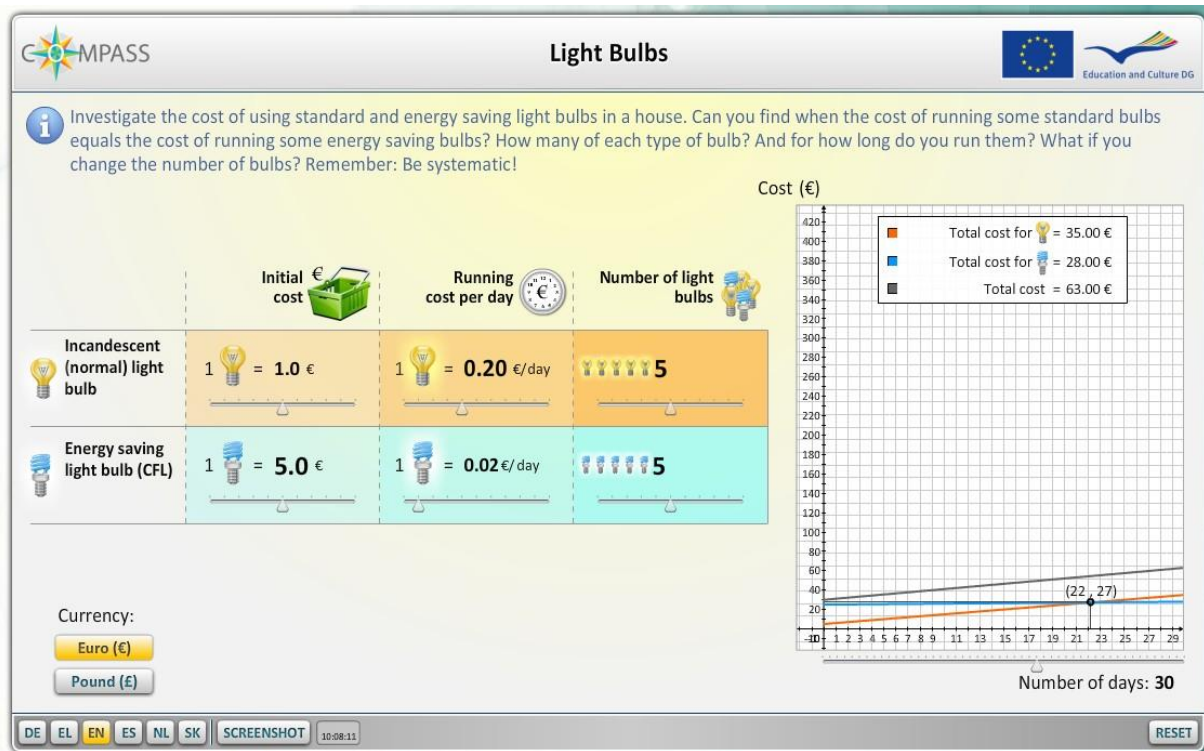 COMPASS
Light Bulbs
Education and Culture DG
i
Investigate the cost of using standard and energy saving light bulbs in a house. Can you find when the cost of running some standard bulbs
equals the cost of running some energy saving bulbs? How many of each type of bulb? And for how long do you run them? What if you
change the number of bulbs? Remember: Be systematic!
Initial cost
€
Running cost per day
€
Number of light bulbs
Incandescent (normal) light bulb
1 = 1.0 €
1 = 0.20 €/day
5
Energy saving light bulb (CFL)
1 = 5.0 €
1 = 0.02 €/day
5
Cost (€)
Total cost for = 35.00 €
Total cost for = 28.00 €
Total cost = 63.00 €
420
400
380
360
340
320
300
280
260
240
220
200
180
160
140
120
100
80
60
40
20
(22 , 27)
1 2 3 4 5 6 7 8 9 11 13 15 17 19 21 23 25 27 29
Number of days: 30
Currency:
Euro (€)
Pound (£)
DE EL EN ES NL SK SCREENSHOT 10:08:11 RESET